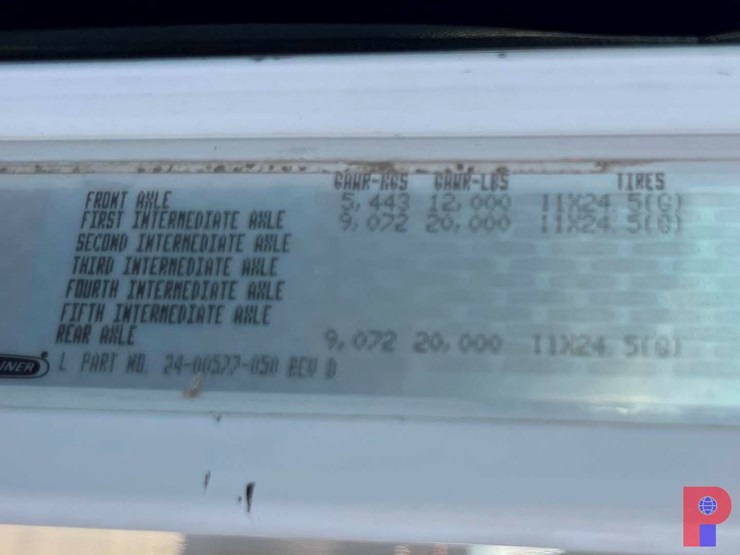 GAWR-KGS GAWR-LBS TIRES
FRONT AXLE 5,443 12,000 11X24.5(G)
FIRST INTERMEDIATE AXLE 9,072 20,000 11X24.5(G)
SECOND INTERMEDIATE AXLE
THIRD INTERMEDIATE AXLE
FOURTH INTERMEDIATE AXLE
FIFTH INTERMEDIATE AXLE
REAR AXLE 9,072 20,000 11X24.5(G)
INER® L PART NO. 24-00577-050 REV D